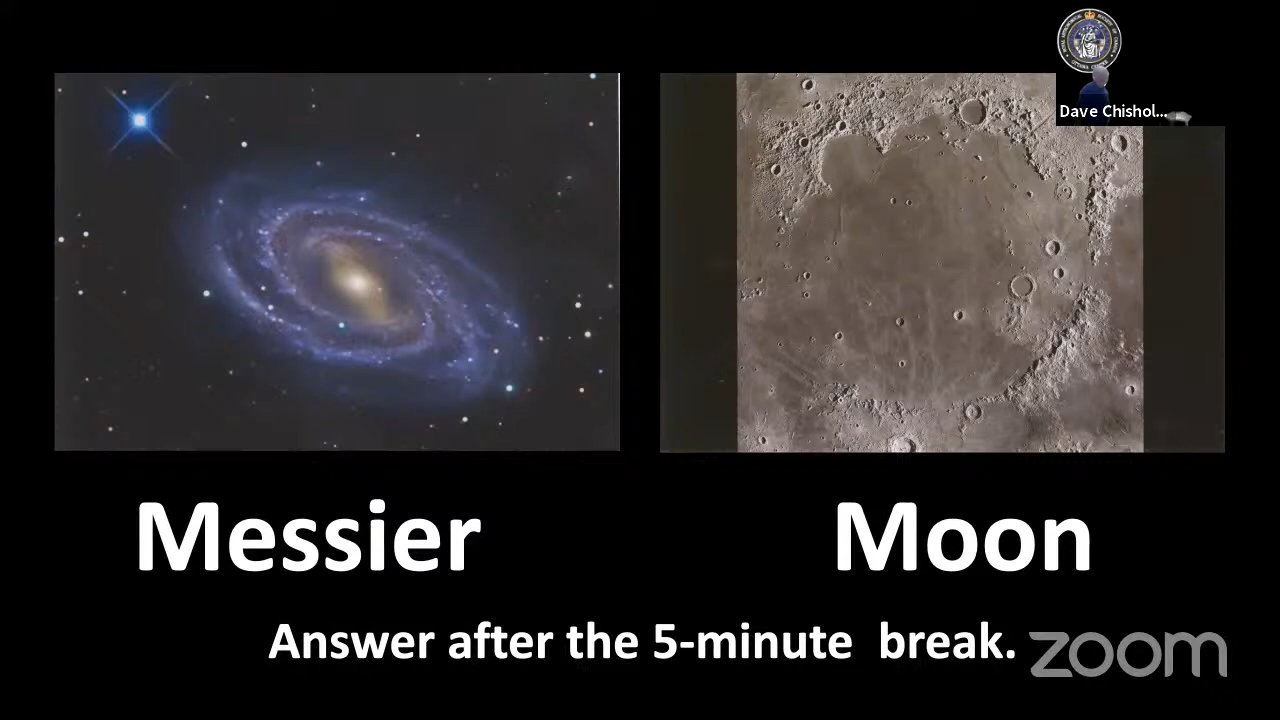 Dave Chishol...
Messier
Moon
Answer after the 5-minute break.
zoom